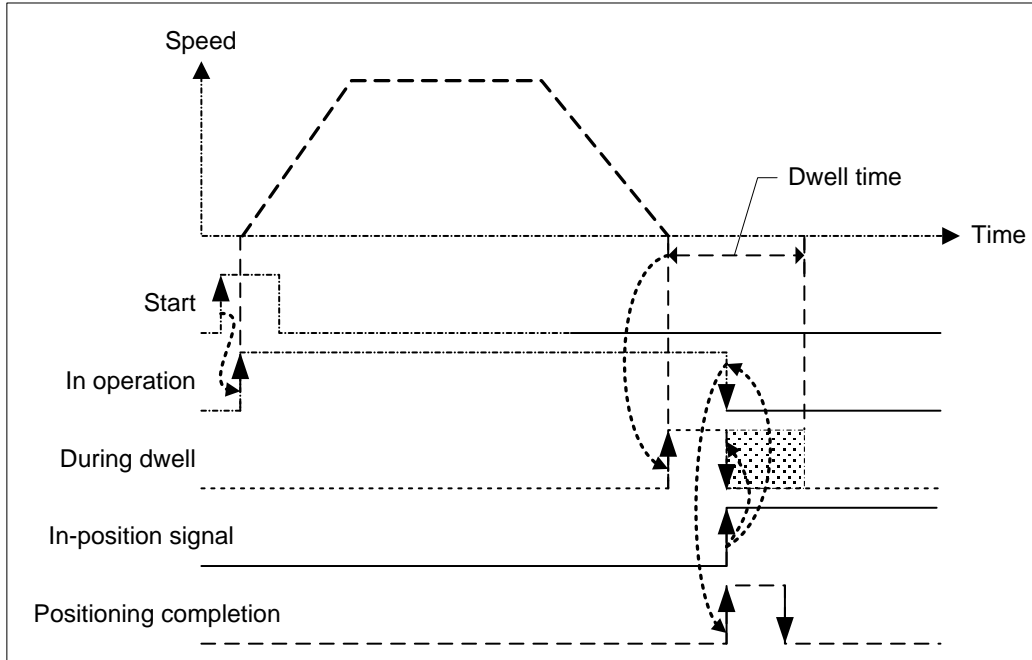 Speed
Dwell time
Time
Start
In operation
During dwell
In-position signal
Positioning completion